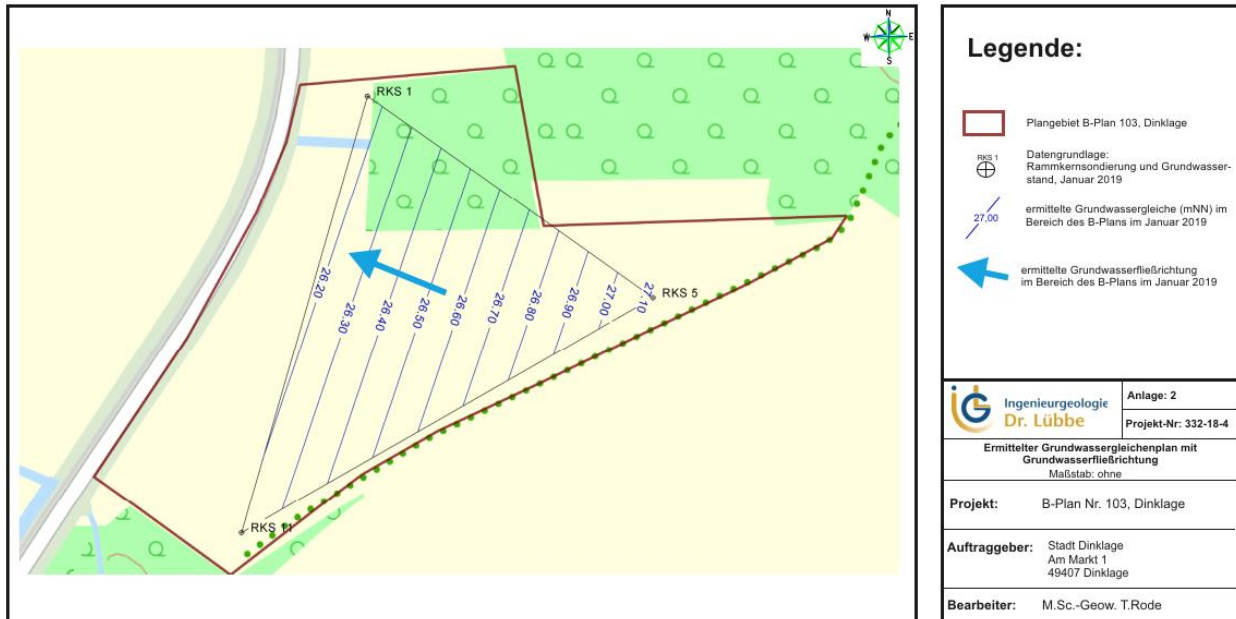 N
W
E
S
RKS 1
RKS 5
RKS 11
26.20
26.30
26.40
26.50
26.60
26.70
26.80
26.90
27.00
27.10
Legende:
Plangebiet B-Plan 103, Dinklage
RKS 1
Datengrundlage:
Rammkernsondierung und Grundwasser-
stand, Januar 2019
27,00
ermittelte Grundwassergleiche (mNN) im
Bereich des B-Plans im Januar 2019
ermittelte Grundwasserfließrichtung
im Bereich des B-Plans im Januar 2019
Ingenieurgeologie
Dr. Lübbe
Anlage: 2
Projekt-Nr: 332-18-4
Ermittelter Grundwassergleichenplan mit
Grundwasserfließrichtung
Maßstab: ohne
Projekt: B-Plan Nr. 103, Dinklage
Auftraggeber: Stadt Dinklage
Am Markt 1
49407 Dinklage
Bearbeiter: M.Sc.-Geow. T.Rode